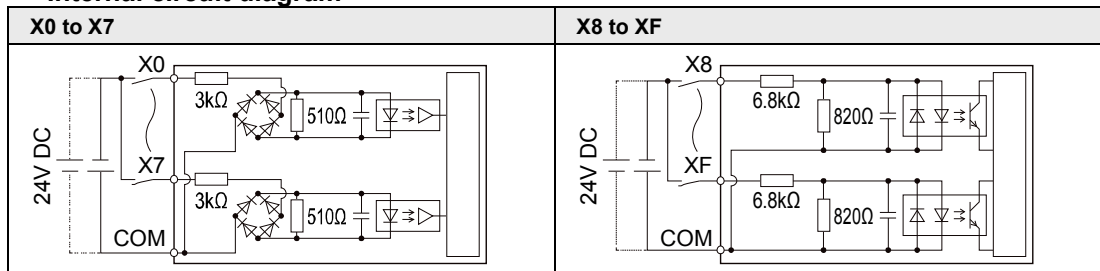 Internal circuit diagram
X0 to X7
X8 to XF
X0
3kΩ
510Ω
24V DC
X7
3kΩ
510Ω
COM
X8
6.8kΩ
820Ω
24V DC
XF
6.8kΩ
820Ω
COM